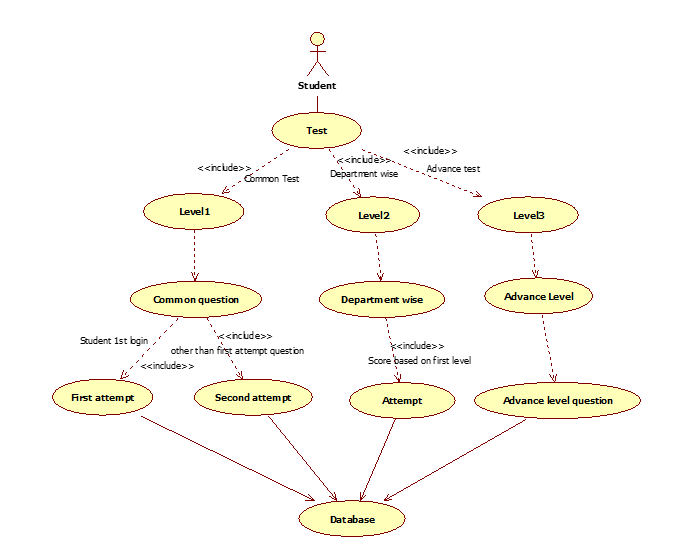 Student
Test
<<include>>
Common Test
<<include>>
Department wise
<<include>>
Advance test
Level1
Level2
Level3
Common question
Department wise
Advance Level
Student 1st login
<<include>>
<<include>>
other than first attempt question
<<include>>
Score based on first level
First attempt
Second attempt
Attempt
Advance level question
Database